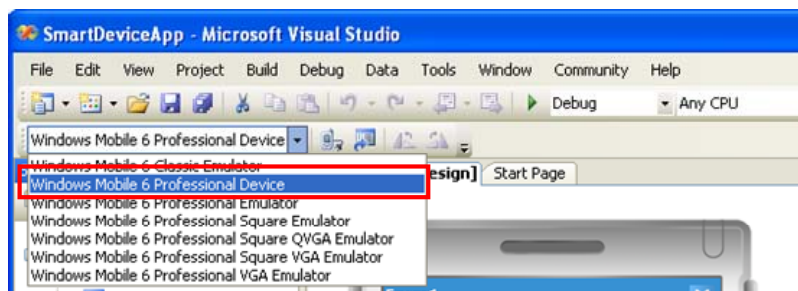 SmartDeviceApp - Microsoft Visual Studio
File Edit View Project Build Debug Data Tools Window Community Help
Debug Any CPU
Windows Mobile 6 Professional Device
Windows Mobile 6 Classic Emulator
Windows Mobile 6 Professional Device
esign] Start Page
Windows Mobile 6 Professional Emulator
Windows Mobile 6 Professional Square Emulator
Windows Mobile 6 Professional Square QVGA Emulator
Windows Mobile 6 Professional Square VGA Emulator
Windows Mobile 6 Professional VGA Emulator